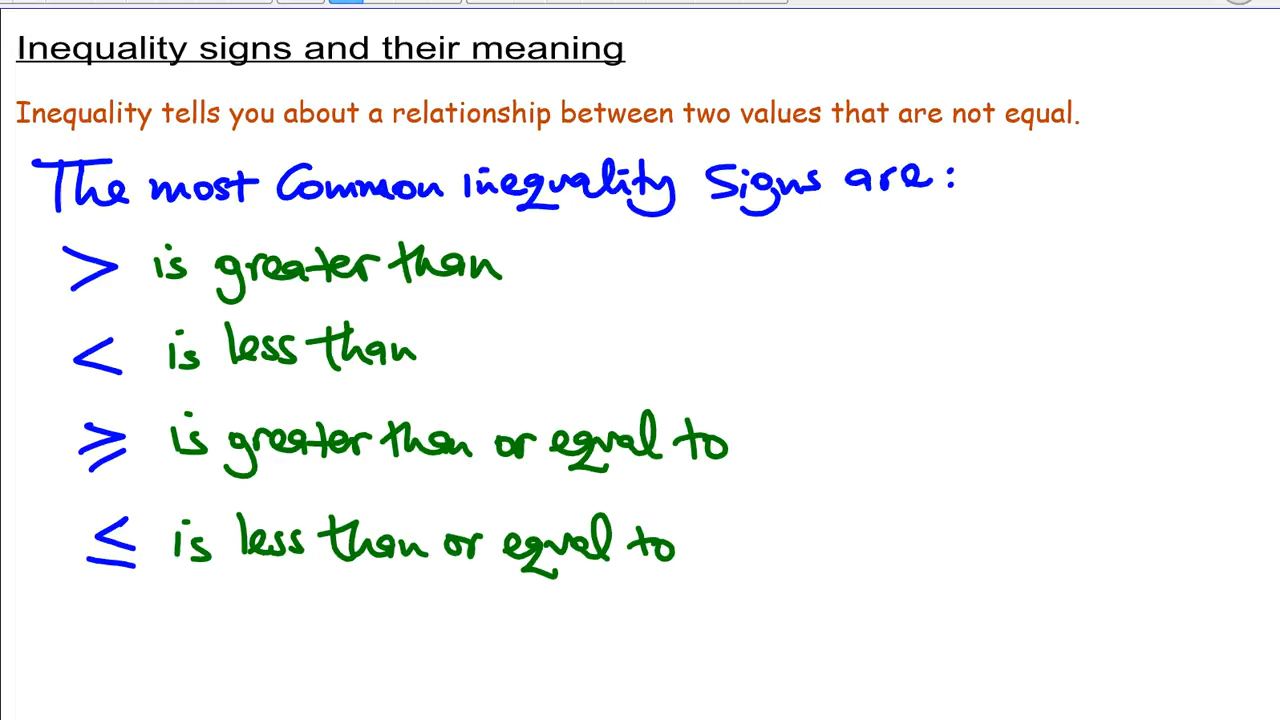 Inequality signs and their meaning
Inequality tells you about a relationship between two values that are not equal.
The most Common inequality Signs are:
> is greater than
< is less than
≥ is greater than or equal to
≤ is less than or equal to